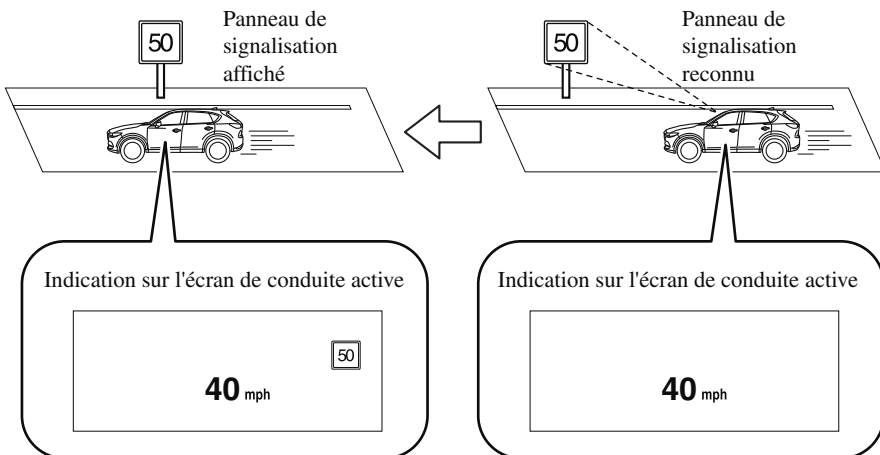 50
Panneau de
signalisation
affiché
50
Panneau de
signalisation
reconnu
Indication sur l'écran de conduite active
50
40 mph
Indication sur l'écran de conduite active
40 mph